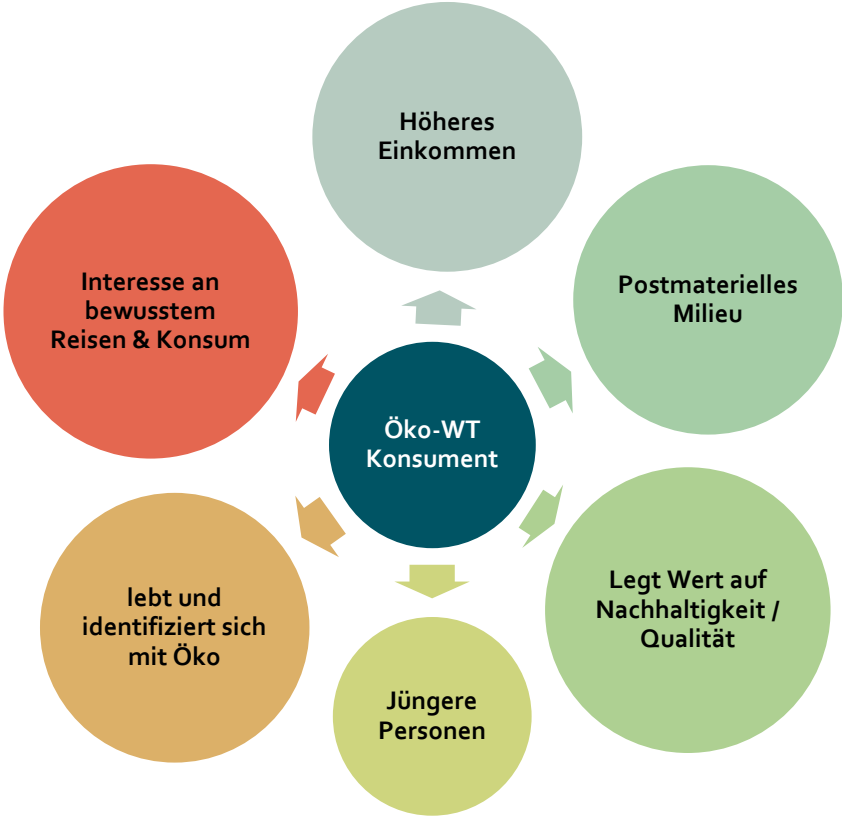 Höheres
Einkommen
Postmaterielles
Milieu
Legt Wert auf
Nachhaltigkeit /
Qualität
Jüngere
Personen
lebt und
identifiziert sich
mit Öko
Interesse an
bewusstem
Reisen & Konsum
Öko-WT
Konsument